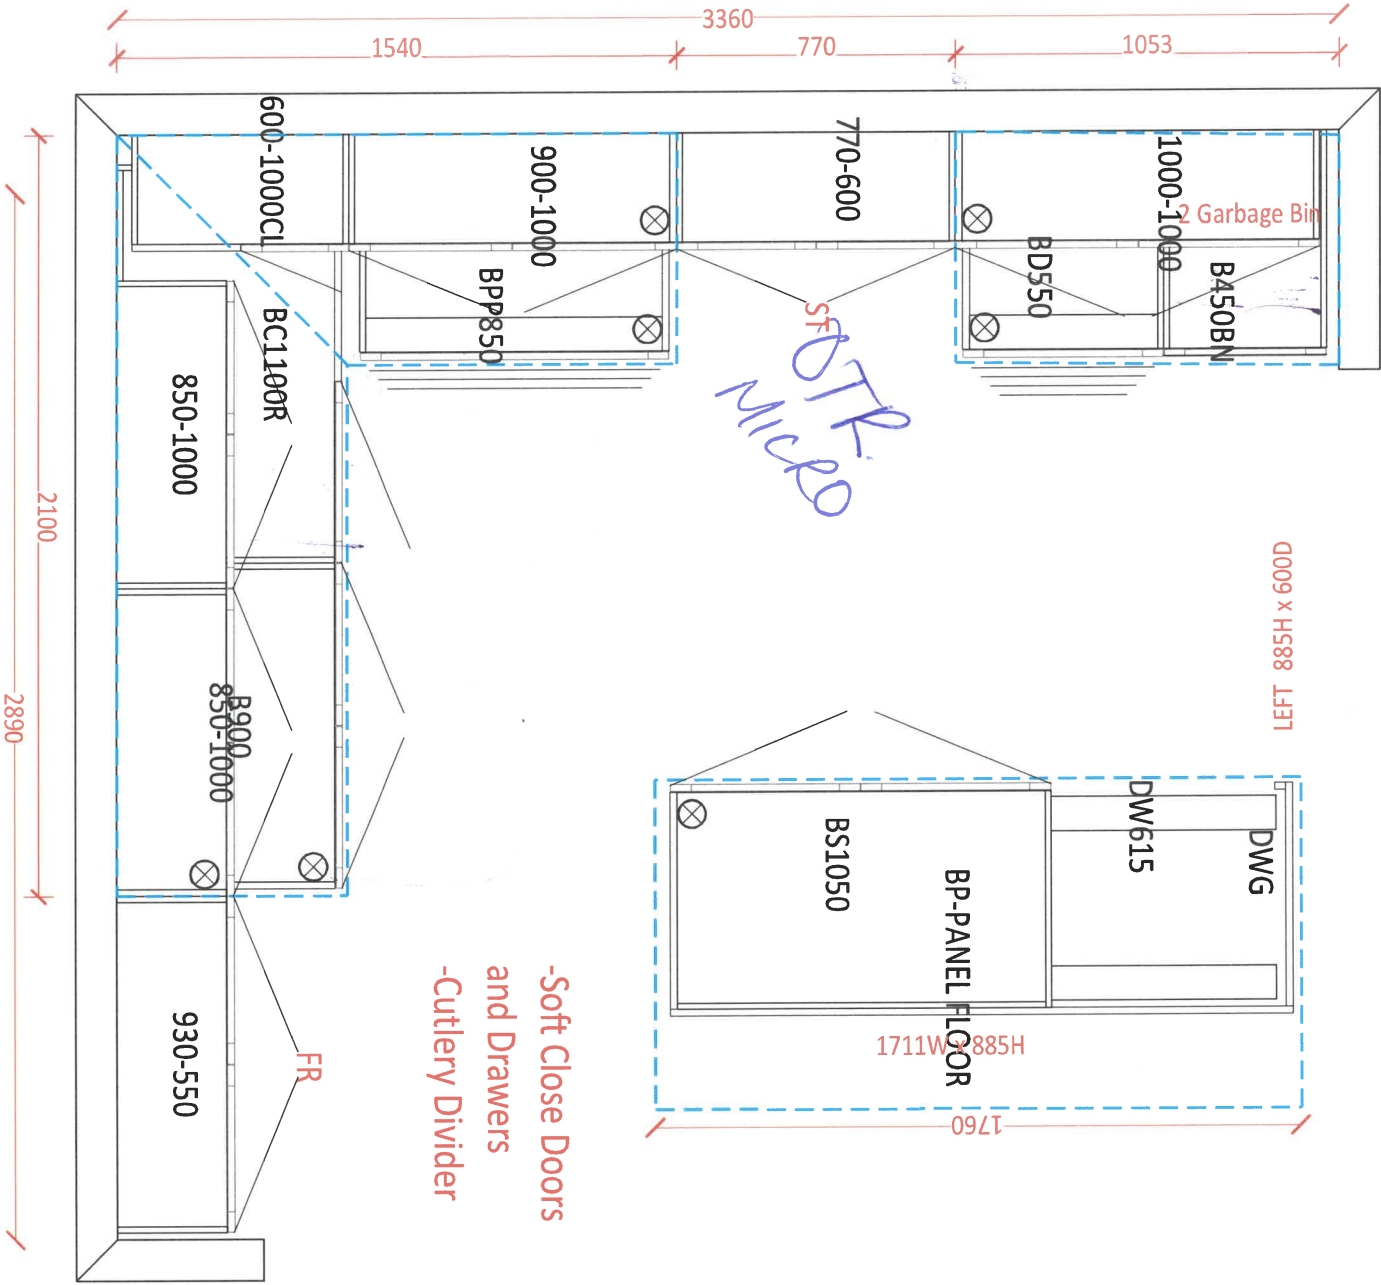 3360
1540
770
1053
600-1000CL
900-1000
770-600
1000-1000
2 Garbage Bin
BPP850
BD550
B450BN
ST
OTR
MICRO
BC1100R
850-1000
2100
2890
B900
850-1000
930-550
FR
LEFT 885H x 600D
BS1050
DW615
DWG
BP-PANEL FLOOR
1711W x 885H
1760
-Soft Close Doors
and Drawers
-Cutlery Divider